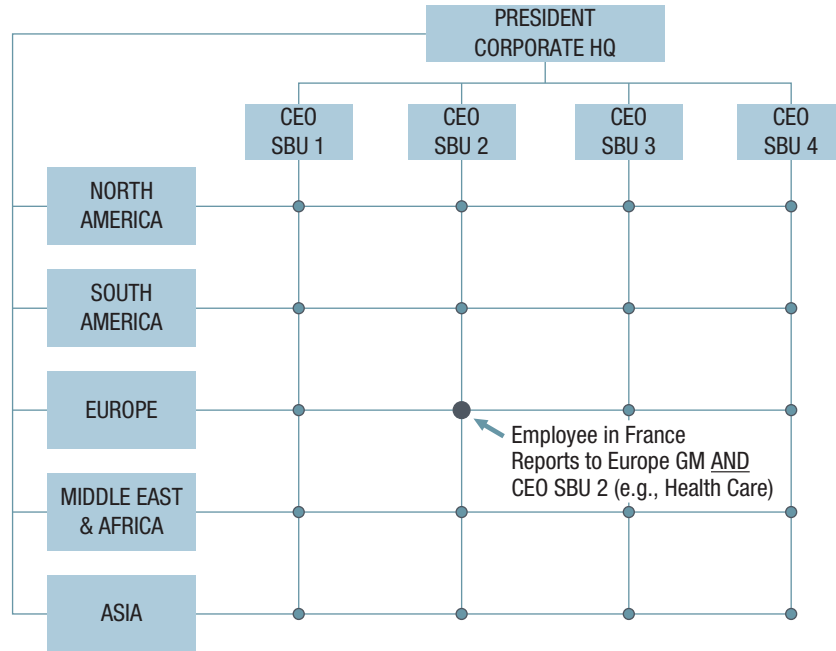 PRESIDENT
CORPORATE HQ
CEO
SBU 1
CEO
SBU 2
CEO
SBU 3
CEO
SBU 4
NORTH
AMERICA
SOUTH
AMERICA
EUROPE
Employee in France
Reports to Europe GM AND
CEO SBU 2 (e.g., Health Care)
MIDDLE EAST
& AFRICA
ASIA